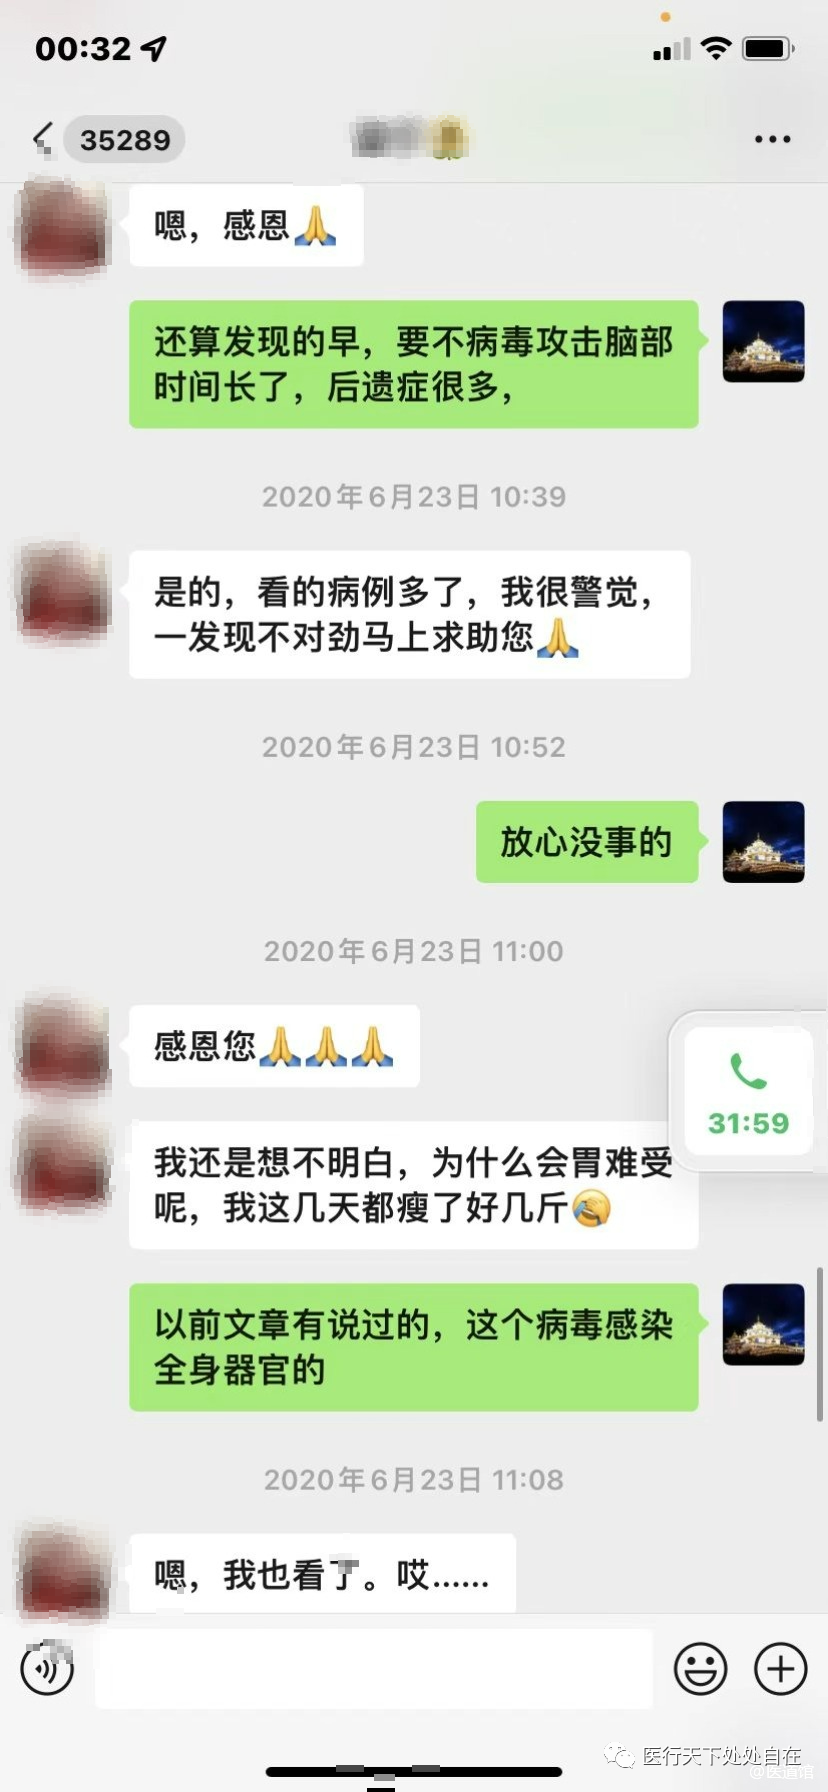 00:32
35289
嗯，感恩🙏
还算发现的早，要不病毒攻击脑部
时间长了，后遗症很多，
2020年6月23日 10:39
是的，看的病例多了，我很警觉，
一发现不对劲马上求助您🙏
2020年6月23日 10:52
放心没事的
2020年6月23日 11:00
感恩您🙏🙏🙏
31:59
我还是想不明白，为什么会胃难受
呢，我这几天都瘦了好几斤🤣
以前文章有说过的，这个病毒感染
全身器官的
2020年6月23日 11:08
嗯，我也看了。哎......
医行天下处处自在
@医道馆